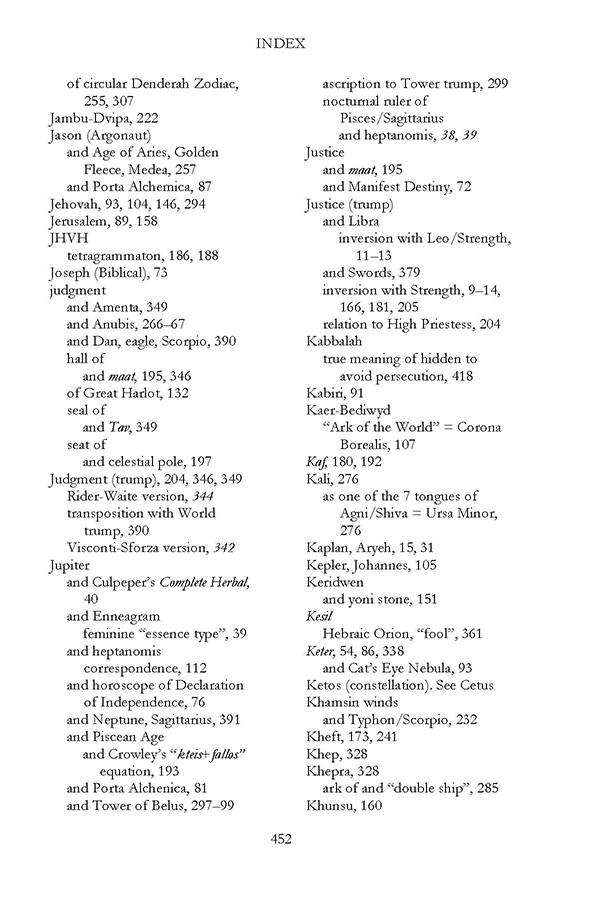 INDEX
of circular Denderah Zodiac,
255, 307
Jambu-Dvipa, 222
Jason (Argonaut)
and Age of Aries, Golden
Fleece, Medea, 257
and Porta Alchemica, 87
Jehovah, 93, 104, 146, 294
Jerusalem, 89, 158
JHVH
tetragrammaton, 186, 188
Joseph (Biblical), 73
judgment
and Amenta, 349
and Anubis, 266–67
and Dan, eagle, Scorpio, 390
hall of
and maat, 195, 346
of Great Harlot, 132
seal of
and Tav, 349
seat of
and celestial pole, 197
Judgment (trump), 204, 346, 349
Rider-Waite version, 344
transposition with World
trump, 390
Visconti-Sforza version, 342
Jupiter
and Culpeper’s Complete Herbal,
40
and Enneagram
feminine “essence type”, 39
and heptanomis
correspondence, 112
and horoscope of Declaration
of Independence, 76
and Neptune, Sagittarius, 391
and Piscean Age
and Crowley’s “kteis+fallos”
equation, 193
and Porta Alchenica, 81
and Tower of Belus, 297–99
ascription to Tower trump, 299
nocturnal ruler of
Pisces/Sagittarius
and heptanomis, 38, 39
Justice
and maat, 195
and Manifest Destiny, 72
Justice (trump)
and Libra
inversion with Leo/Strength,
11–13
and Swords, 379
inversion with Strength, 9–14,
166, 181, 205
relation to High Priestess, 204
Kabbalah
true meaning of hidden to
avoid persecution, 418
Kabiri, 91
Kaer-Bediwyd
“Ark of the World” = Corona
Borealis, 107
Kaf, 180, 192
Kali, 276
as one of the 7 tongues of
Agni/Shiva = Ursa Minor,
276
Kaplan, Aryeh, 15, 31
Kepler, Johannes, 105
Keridwen
and yoni stone, 151
Kesil
Hebraic Orion, “fool”, 361
Keter, 54, 86, 338
and Cat’s Eye Nebula, 93
Ketos (constellation). See Cetus
Khamsin winds
and Typhon/Scorpio, 232
Kheft, 173, 241
Khep, 328
Khepra, 328
ark of and “double ship”, 285
Khunsu, 160
452